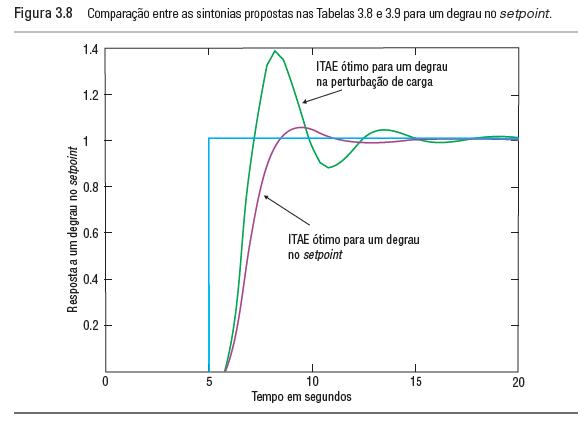 Figura 3.8 Comparação entre as sintonias propostas nas Tabelas 3.8 e 3.9 para um degrau no setpoint.
1.4
1.2
1
0.8
0.6
0.4
0.2
Resposta a um degrau no setpoint
ITAE ótimo para um degrau
na perturbação de carga
ITAE ótimo para um degrau
no setpoint
0
5
10
15
20
Tempo em segundos